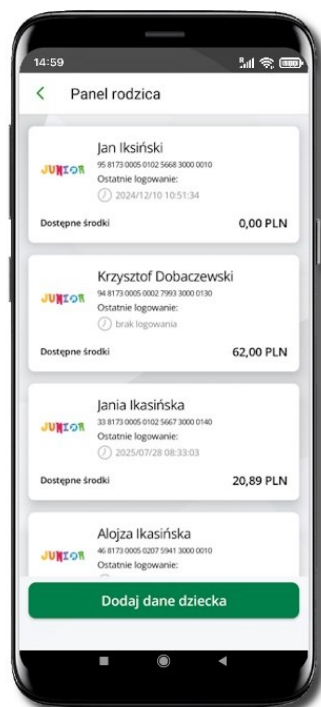 14:59
Panel rodzica
Jan Iksiński
JUNIOR
95 8173 0005 0102 5668 3000 0010
Ostatnie logowanie:
2024/12/10 10:51:34
Dostępne środki 0,00 PLN
Krzysztof Dobaczewski
JUNIOR
94 8173 0005 0002 7993 3000 0130
Ostatnie logowanie:
brak logowania
Dostępne środki 62,00 PLN
Jania Ikasińska
JUNIOR
33 8173 0005 0102 5667 3000 0140
Ostatnie logowanie:
2025/07/28 08:33:03
Dostępne środki 20,89 PLN
Alojza Ikasińska
JUNIOR
46 8173 0005 0207 5941 3000 0010
Ostatnie logowanie:
Dodaj dane dziecka